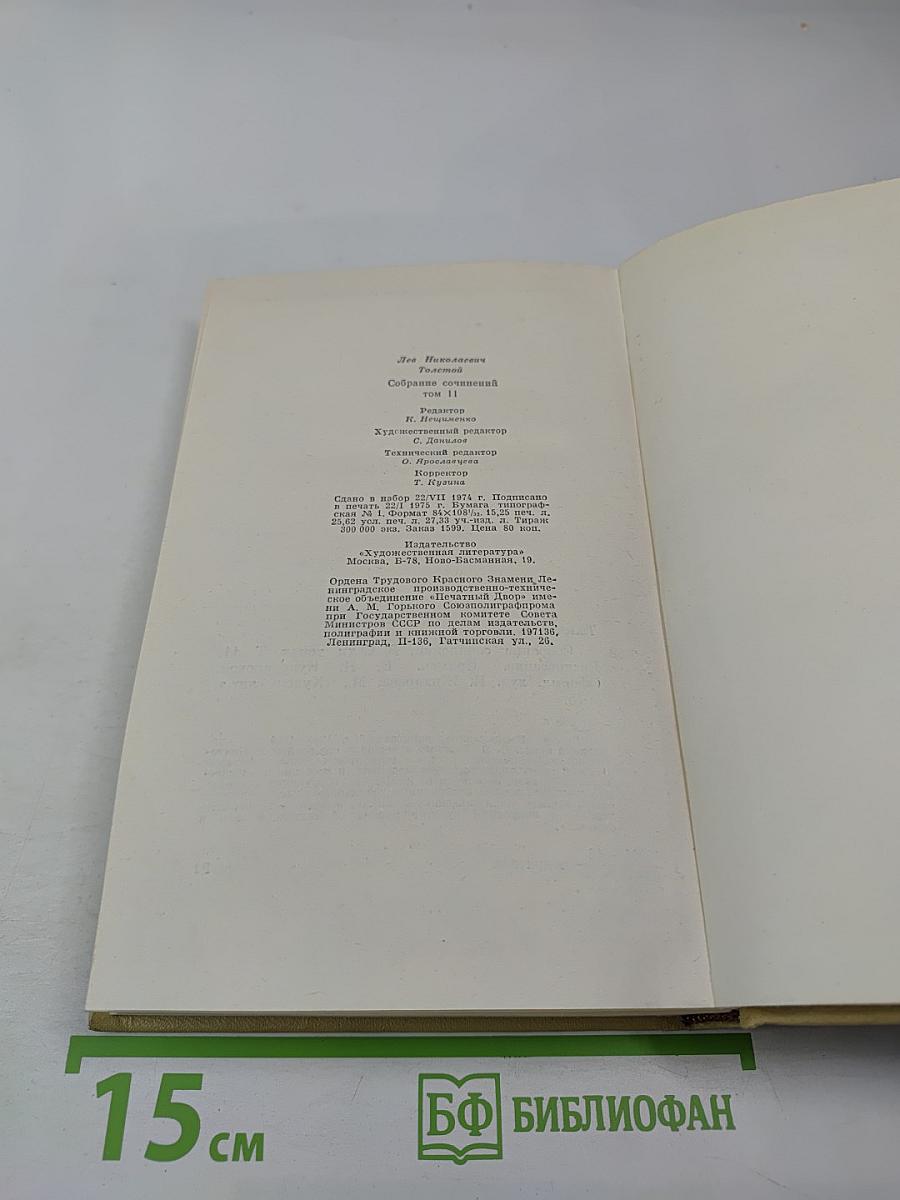 Лев Николаевич
Толстой
Собрание сочинений
том 11
Редактор
К. Нещименко
Художественный редактор
С. Данилов
Технический редактор
О. Ярославцева
Корректор
Т. Кузина
Сдано в набор 22/VII 1974 г. Подписано
в печать 22/I 1975 г. Бумага типограф-
ская № 1. Формат 84×108¹/₃₂. 15,25 печ. л.
25,62 усл. печ. л. 27,33 уч.-изд. л. Тираж
300 000 экз. Заказ 1599. Цена 80 коп.
Издательство
«Художественная литература»
Москва, Б-78, Ново-Басманная, 19.
Ордена Трудового Красного Знамени Ле-
нинградское производственно-техниче-
ское объединение «Печатный Двор» име-
ни А. М. Горького Союзполиграфпрома
при Государственном комитете Совета
Министров СССР по делам издательств,
полиграфии и книжной торговли. 197136,
Ленинград, П-136, Гатчинская ул., 26.
15 см
БФ БИБЛИОФАН